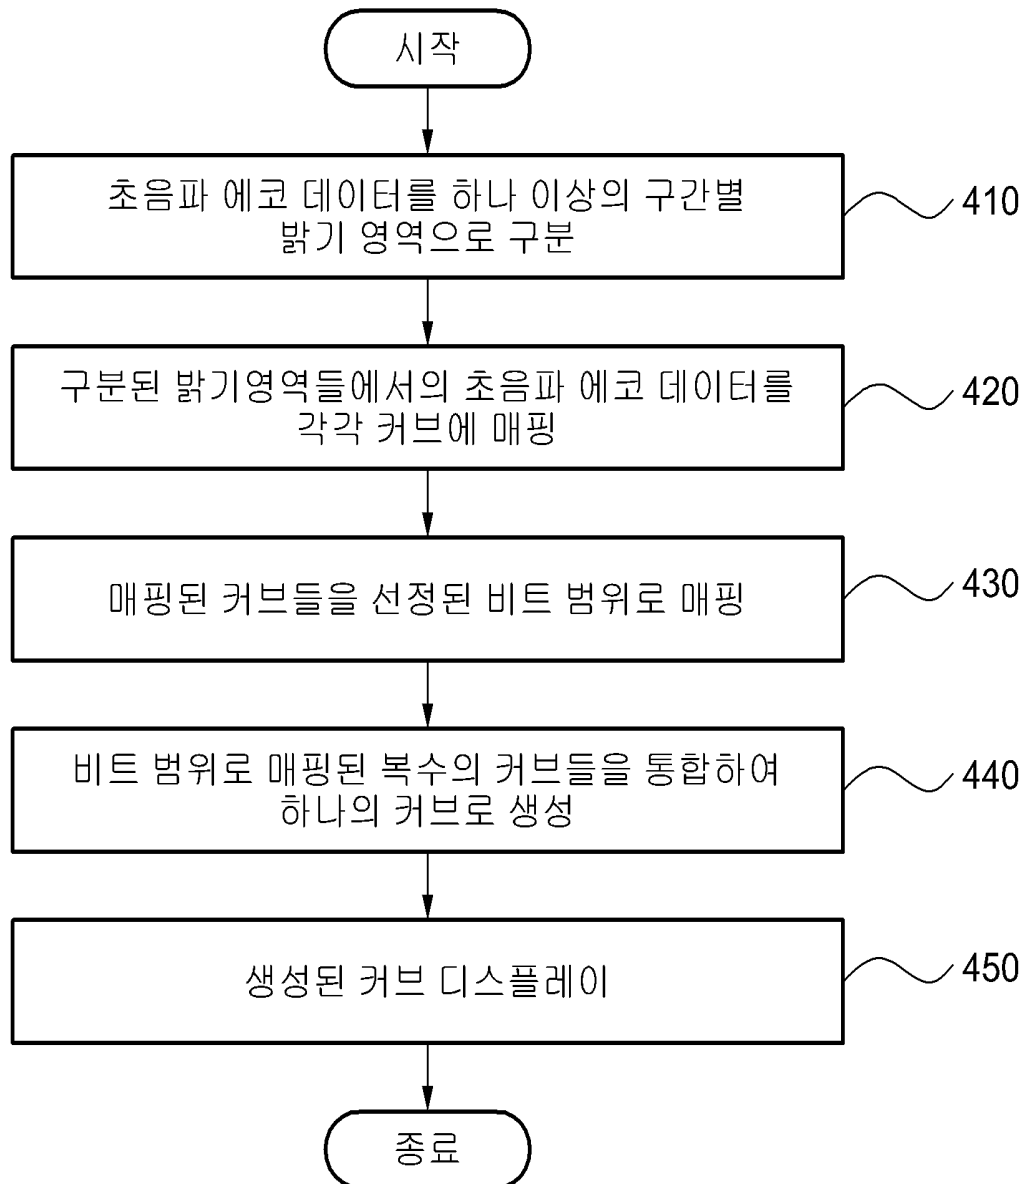 시작
초음파 에코 데이터를 하나 이상의 구간별
밝기 영역으로 구분
410
구분된 밝기영역들에서의 초음파 에코 데이터를
각각 커브에 매핑
420
매핑된 커브들을 선정된 비트 범위로 매핑
430
비트 범위로 매핑된 복수의 커브들을 통합하여
하나의 커브로 생성
440
생성된 커브 디스플레이
450
종료